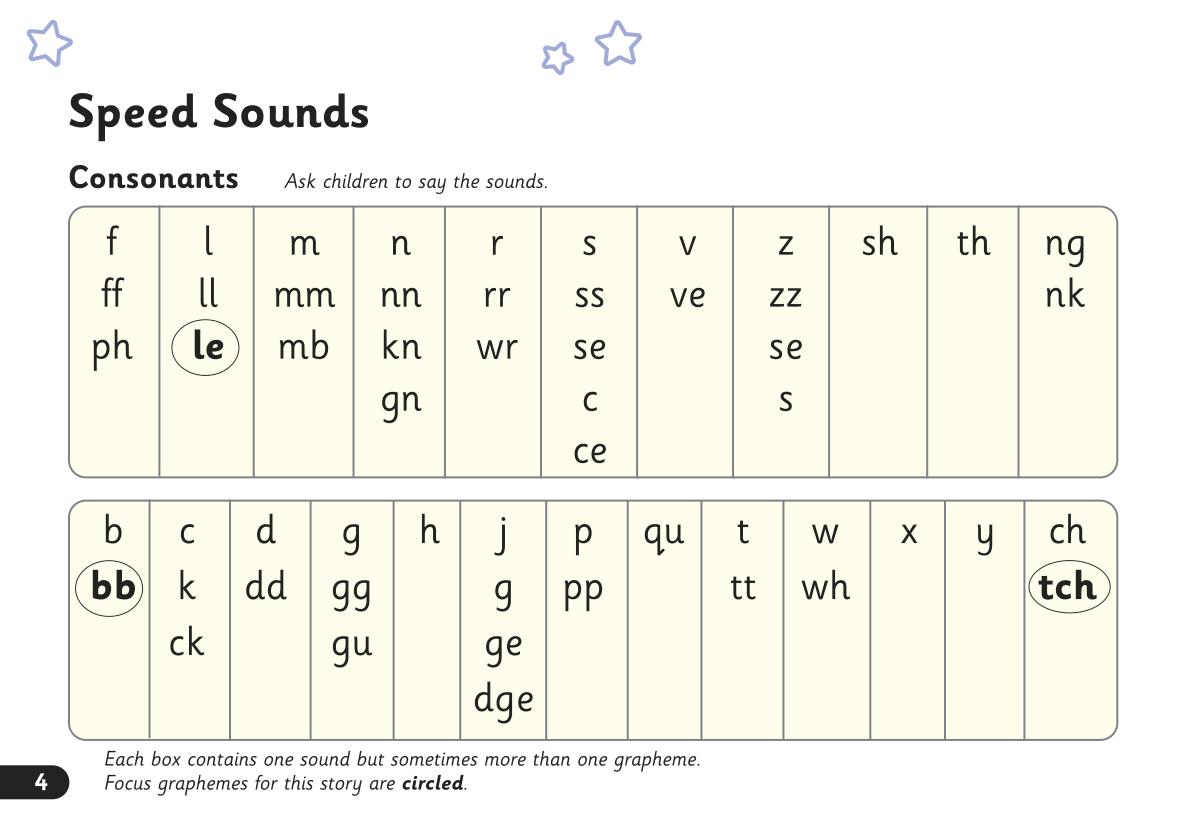 Speed Sounds
Consonants Ask children to say the sounds.
f l m n r s v z sh th ng
ff ll mm nn rr ss ve zz nk
ph le mb kn wr se se
gn c s
ce
b c d g h j p qu t w x y ch
bb k dd gg g pp tt wh tch
ck gu ge
dge
Each box contains one sound but sometimes more than one grapheme.
Focus graphemes for this story are circled.
4